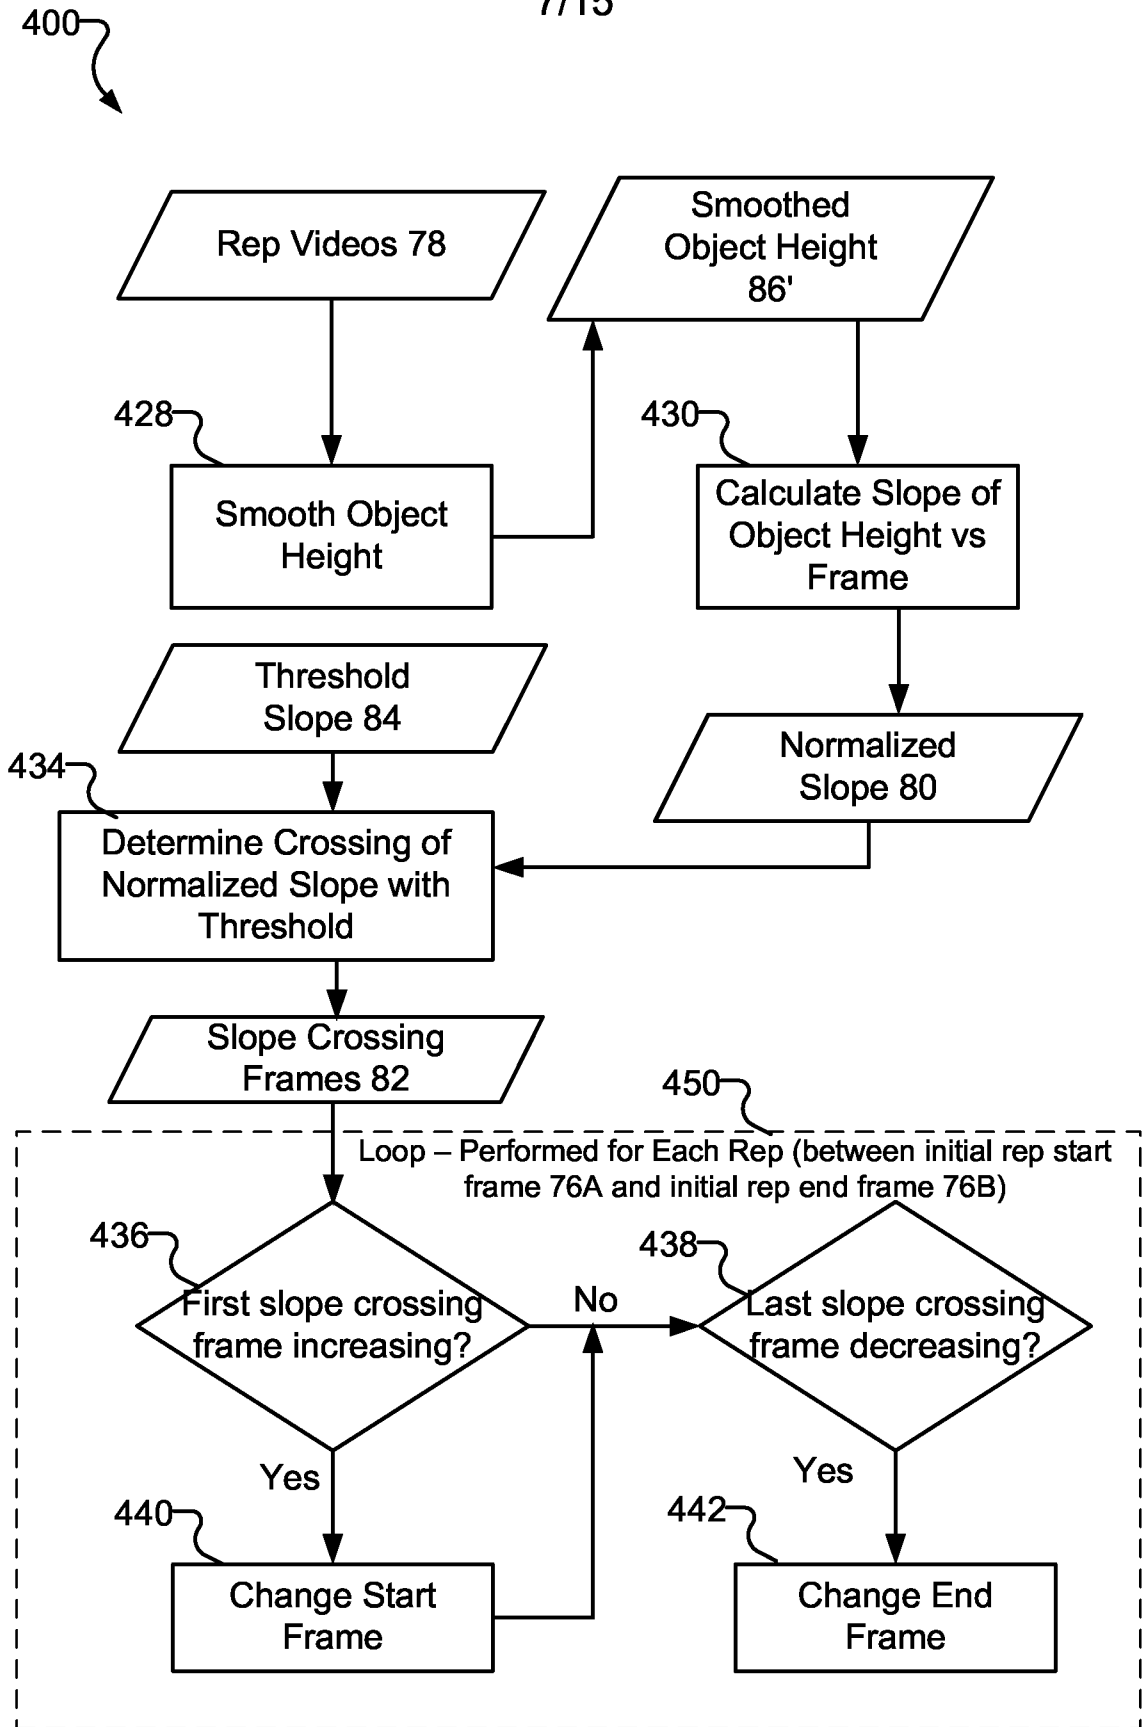 7/15
400
Rep Videos 78
Smoothed
Object Height
86'
428
Smooth Object
Height
430
Calculate Slope of
Object Height vs
Frame
Threshold
Slope 84
Normalized
Slope 80
434
Determine Crossing of
Normalized Slope with
Threshold
Slope Crossing
Frames 82
450
Loop – Performed for Each Rep (between initial rep start
frame 76A and initial rep end frame 76B)
436
First slope crossing
frame increasing?
No
438
Last slope crossing
frame decreasing?
Yes
Yes
440
Change Start
Frame
442
Change End
Frame